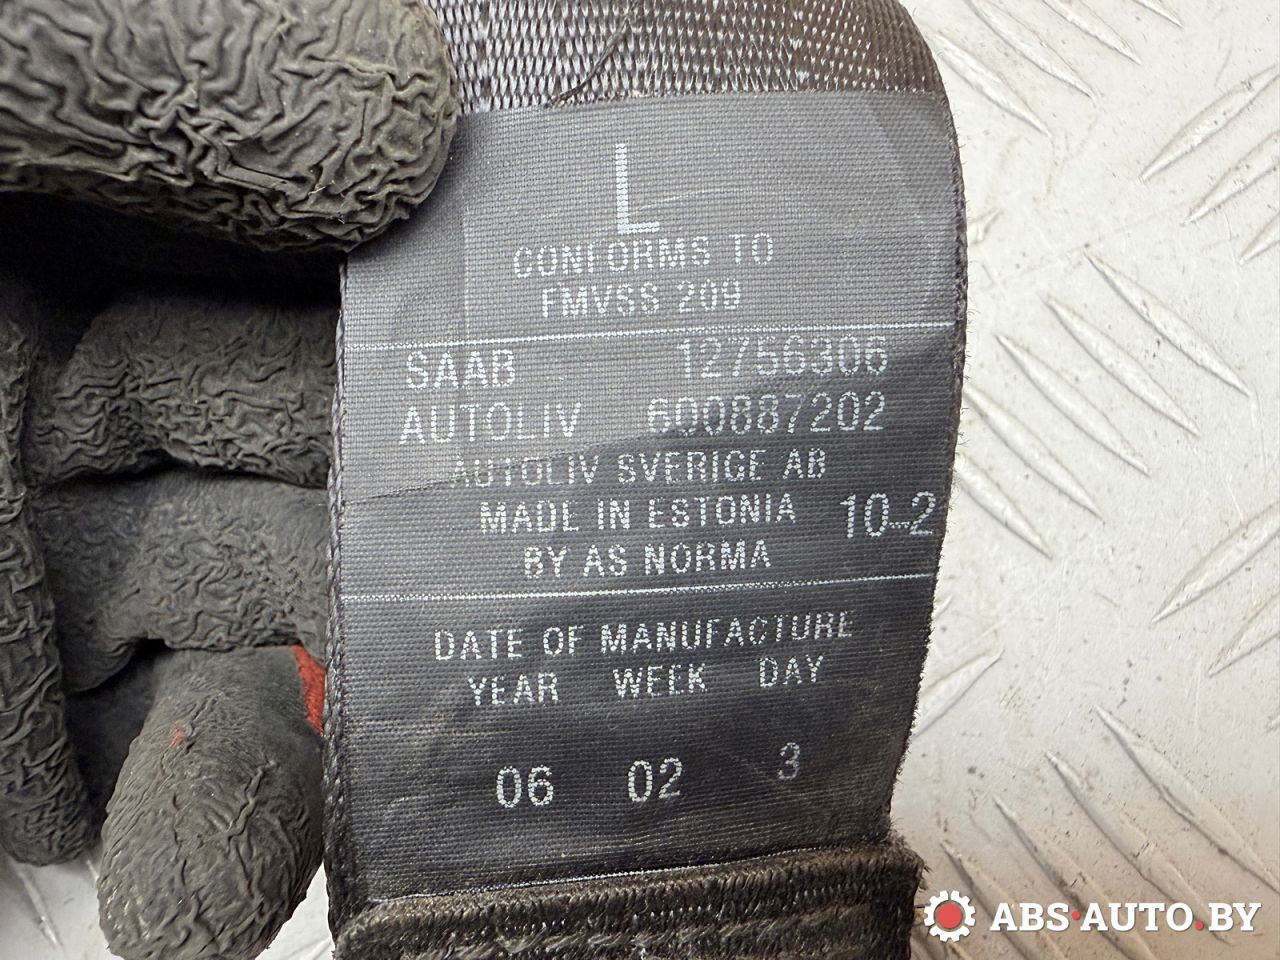 L
CONFORMS TO
FMVSS 209
SAAB 12756306
AUTOLIV 600887202
AUTOLIV SVERIGE AB
MADE IN ESTONIA 10-2
BY AS NORMA
DATE OF MANUFACTURE
YEAR WEEK DAY
06 02 3
ABS-AUTO.BY